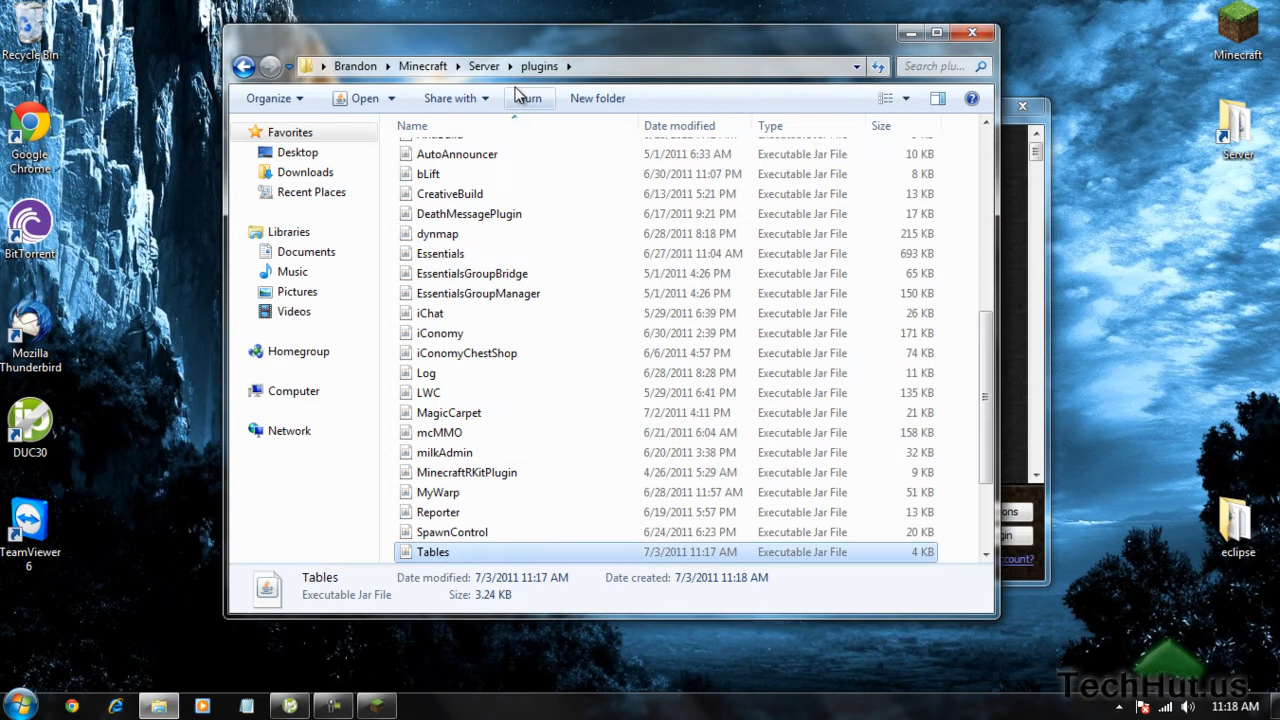 Recycle Bin
Google
Chrome
BitTorrent
Mozilla
Thunderbird
DUC30
TeamViewer
6
Minecraft
Server
eclipse
Brandon Minecraft Server plugins
Search plu...
Organize Open Share with New folder
Name Date modified Type Size
Favorites
Desktop
Downloads
Recent Places
Libraries
Documents
Music
Pictures
Videos
Homegroup
Computer
Network
AutoAnnouncer 5/1/2011 6:33 AM Executable Jar File 10 KB
bLift 6/30/2011 11:07 PM Executable Jar File 8 KB
CreativeBuild 6/13/2011 5:21 PM Executable Jar File 13 KB
DeathMessagePlugin 6/17/2011 9:21 PM Executable Jar File 17 KB
dynmap 6/28/2011 8:18 PM Executable Jar File 215 KB
Essentials 6/27/2011 11:04 AM Executable Jar File 693 KB
EssentialsGroupBridge 5/1/2011 4:26 PM Executable Jar File 65 KB
EssentialsGroupManager 5/1/2011 4:26 PM Executable Jar File 150 KB
iChat 5/29/2011 6:39 PM Executable Jar File 26 KB
iConomy 6/30/2011 2:39 PM Executable Jar File 171 KB
iConomyChestShop 6/6/2011 4:57 PM Executable Jar File 74 KB
Log 6/28/2011 8:28 PM Executable Jar File 11 KB
LWC 5/29/2011 6:41 PM Executable Jar File 135 KB
MagicCarpet 7/2/2011 4:11 PM Executable Jar File 21 KB
mcMMO 6/21/2011 6:04 AM Executable Jar File 158 KB
milkAdmin 6/20/2011 3:38 PM Executable Jar File 32 KB
MinecraftRKitPlugin 4/26/2011 5:29 AM Executable Jar File 9 KB
MyWarp 6/28/2011 11:57 AM Executable Jar File 51 KB
Reporter 6/19/2011 5:57 PM Executable Jar File 13 KB
SpawnControl 6/24/2011 6:23 PM Executable Jar File 20 KB
Tables 7/3/2011 11:17 AM Executable Jar File 4 KB
Tables Date modified: 7/3/2011 11:17 AM Date created: 7/3/2011 11:18 AM
Executable Jar File Size: 3.24 KB
ons
gin
ccount?
TechHut.us
11:18 AM